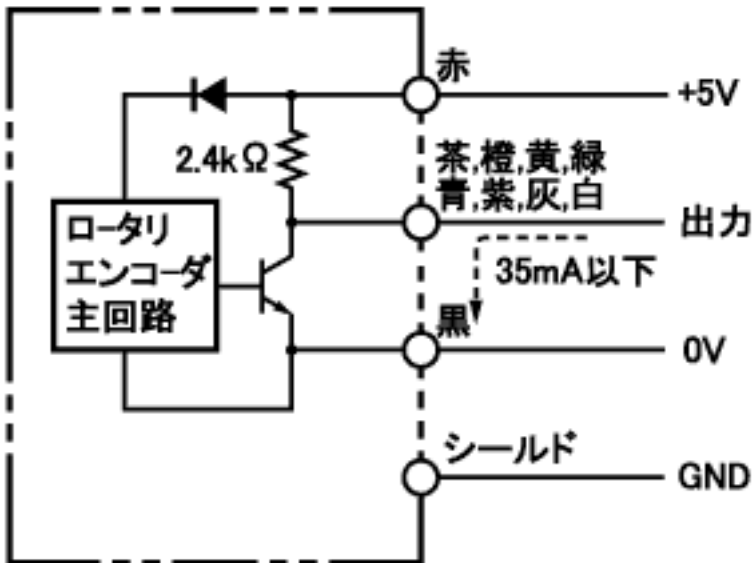 赤
+5V
2.4kΩ
茶,橙,黄,緑
青,紫,灰,白
出力
ロータリ
エンコーダ
主回路
35mA以下
黒
0V
シールド
GND